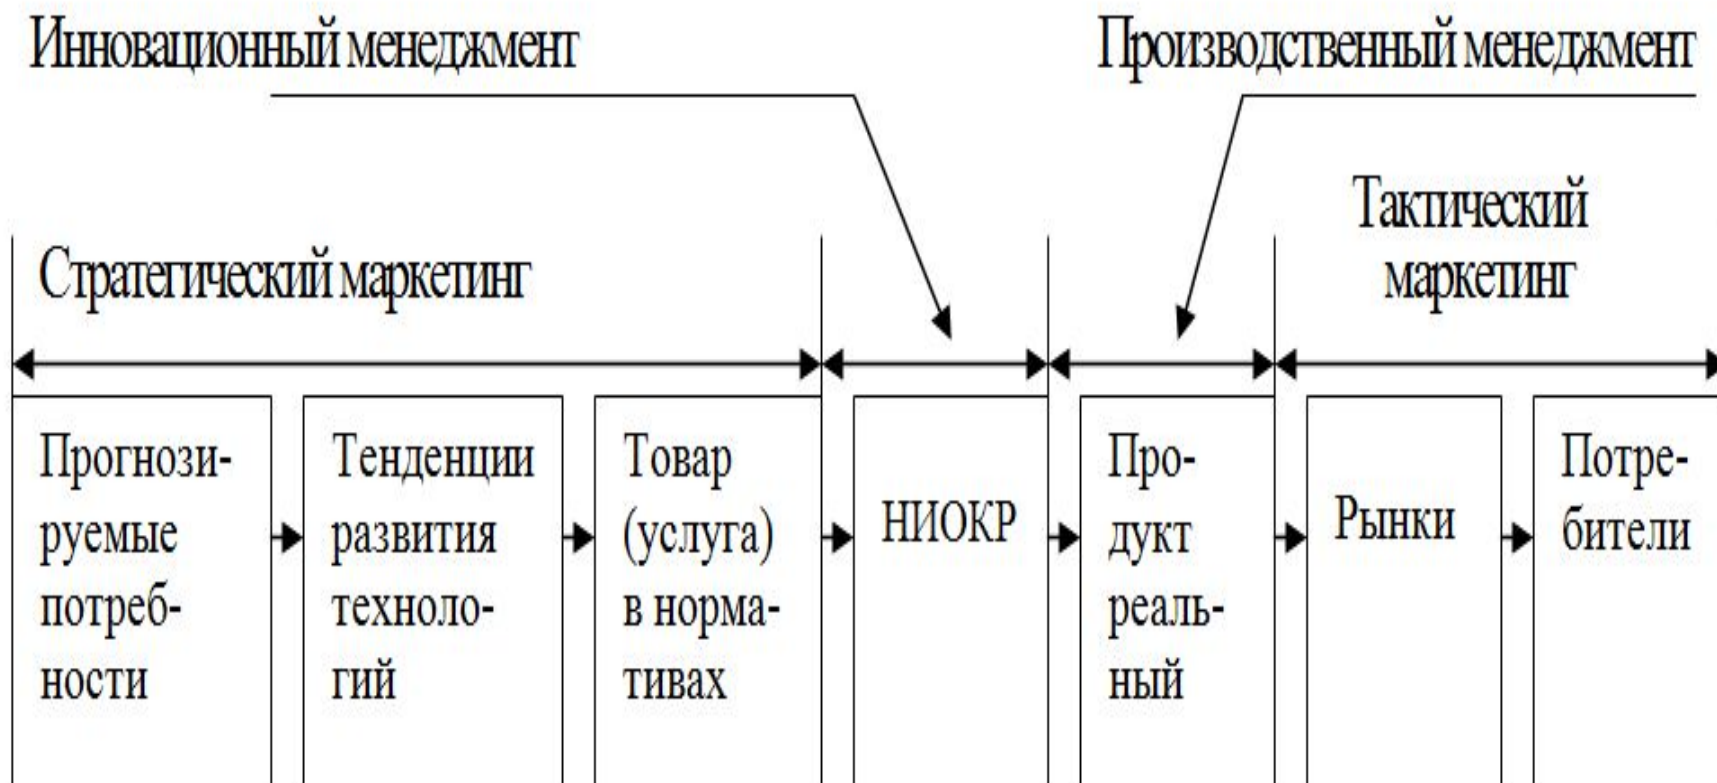 Инновационный менеджмент
Производственный менеджмент
Стратегический маркетинг
Тактический
маркетинг
Прогнози-
руемые
потреб-
ности
Тенденции
развития
техноло-
гий
Товар
(услуга)
в норма-
тивах
НИОКР
Про-
дукт
реаль-
ный
Рынки
Потре-
бители